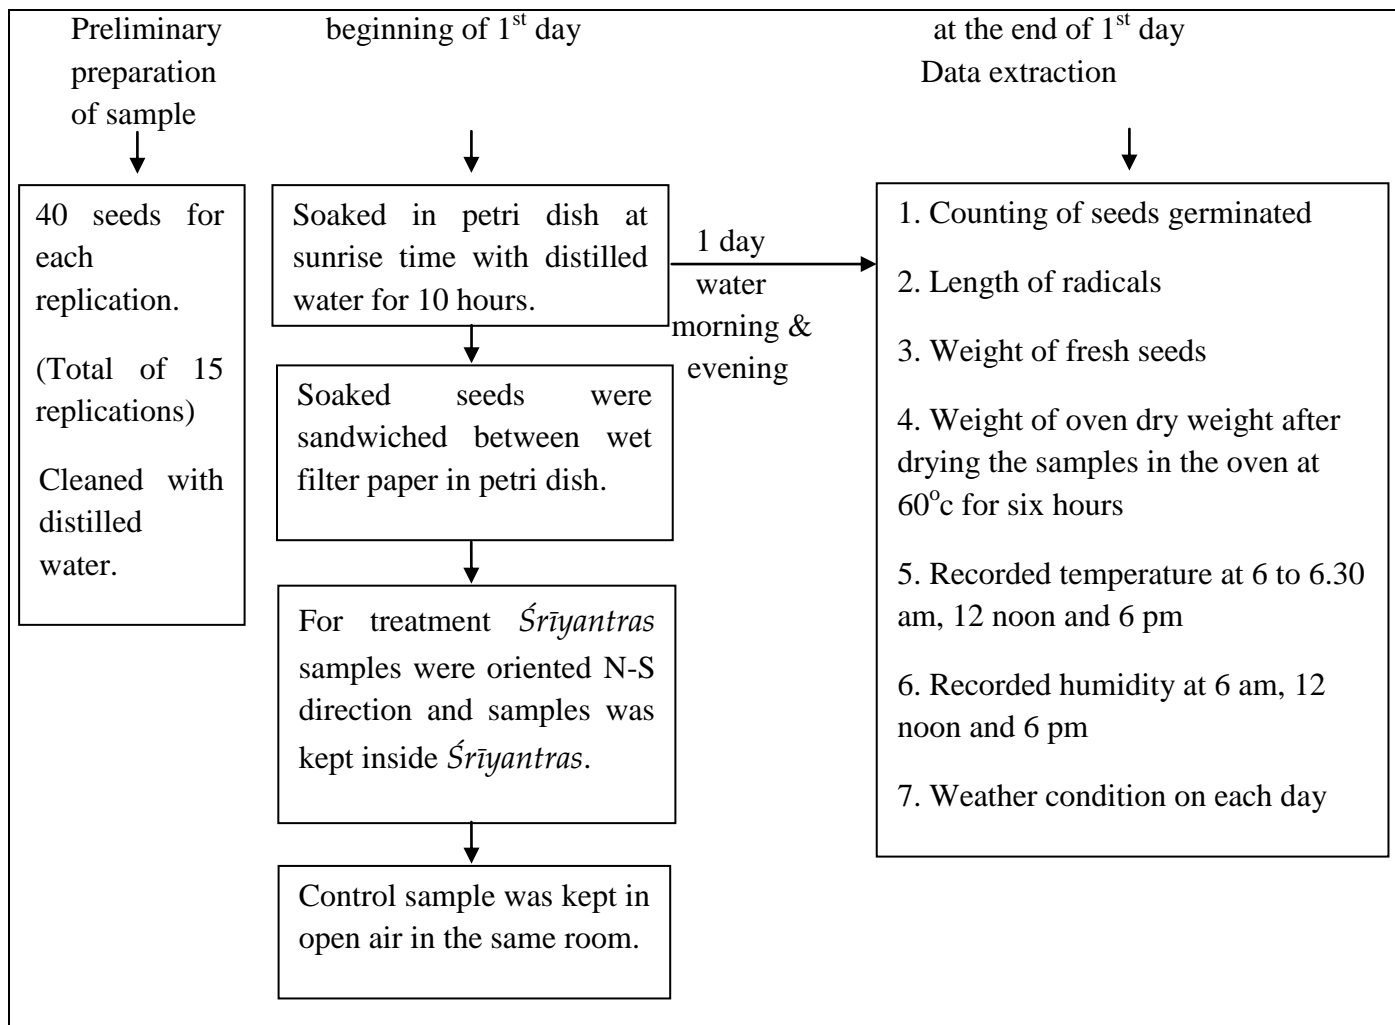 Preliminary
preparation
of sample
40 seeds for
each
replication.
(Total of 15
replications)
Cleaned with
distilled
water.
beginning of 1st day
Soaked in petri dish at
sunrise time with distilled
water for 10 hours.
Soaked seeds were
sandwiched between wet
filter paper in petri dish.
For treatment Śrīyantras
samples were oriented N-S
direction and samples was
kept inside Śrīyantras.
Control sample was kept in
open air in the same room.
1 day
water
morning &
evening
at the end of 1st day
Data extraction
1. Counting of seeds germinated
2. Length of radicals
3. Weight of fresh seeds
4. Weight of oven dry weight after
drying the samples in the oven at
60oc for six hours
5. Recorded temperature at 6 to 6.30
am, 12 noon and 6 pm
6. Recorded humidity at 6 am, 12
noon and 6 pm
7. Weather condition on each day